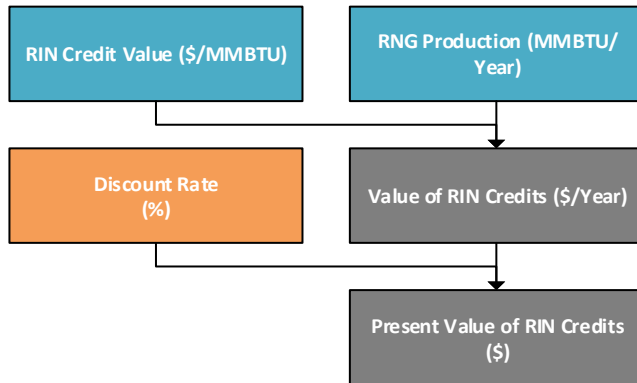 RIN Credit Value ($/MMBTU)
RNG Production (MMBTU/
Year)
Discount Rate
(%)
Value of RIN Credits ($/Year)
Present Value of RIN Credits
($)